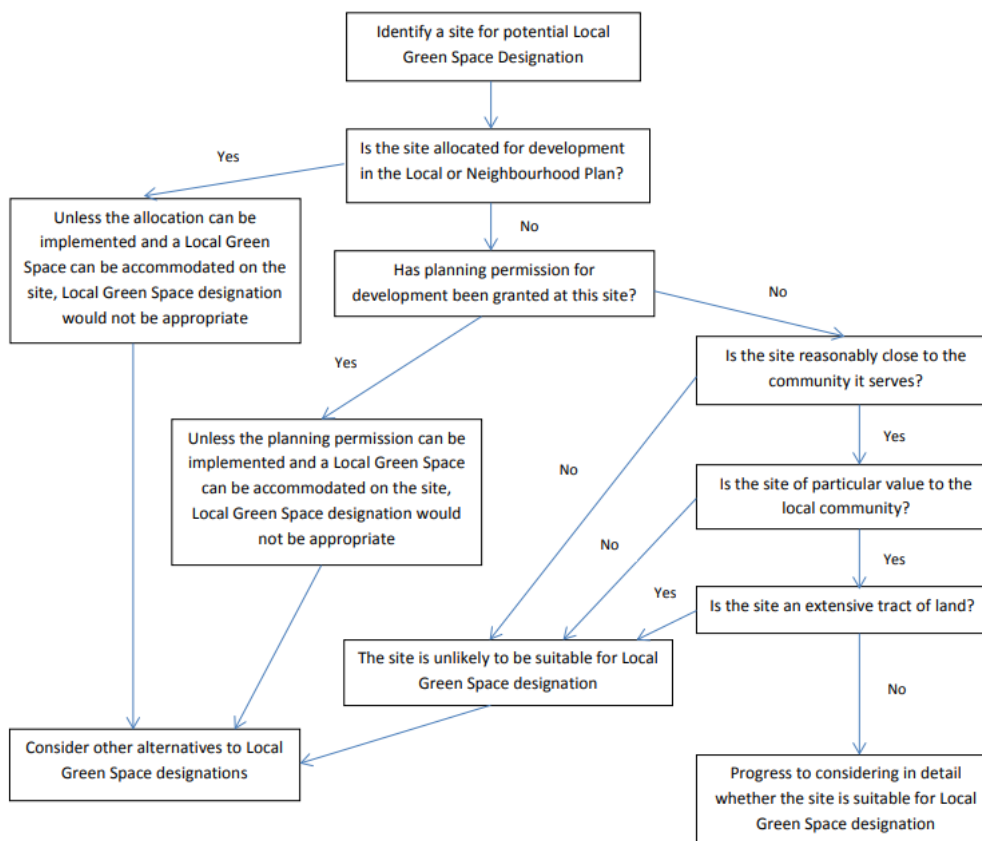 Identify a site for potential Local
Green Space Designation
Is the site allocated for development
in the Local or Neighbourhood Plan?
Yes
Unless the allocation can be
implemented and a Local Green
Space can be accommodated on the
site, Local Green Space designation
would not be appropriate
No
Has planning permission for
development been granted at this site?
No
Yes
Is the site reasonably close to the
community it serves?
Unless the planning permission can be
implemented and a Local Green Space
can be accommodated on the site,
Local Green Space designation would
not be appropriate
Yes
No
Is the site of particular value to the
local community?
No
Yes
Yes
Is the site an extensive tract of land?
The site is unlikely to be suitable for Local
Green Space designation
No
Consider other alternatives to Local
Green Space designations
Progress to considering in detail
whether the site is suitable for Local
Green Space designation